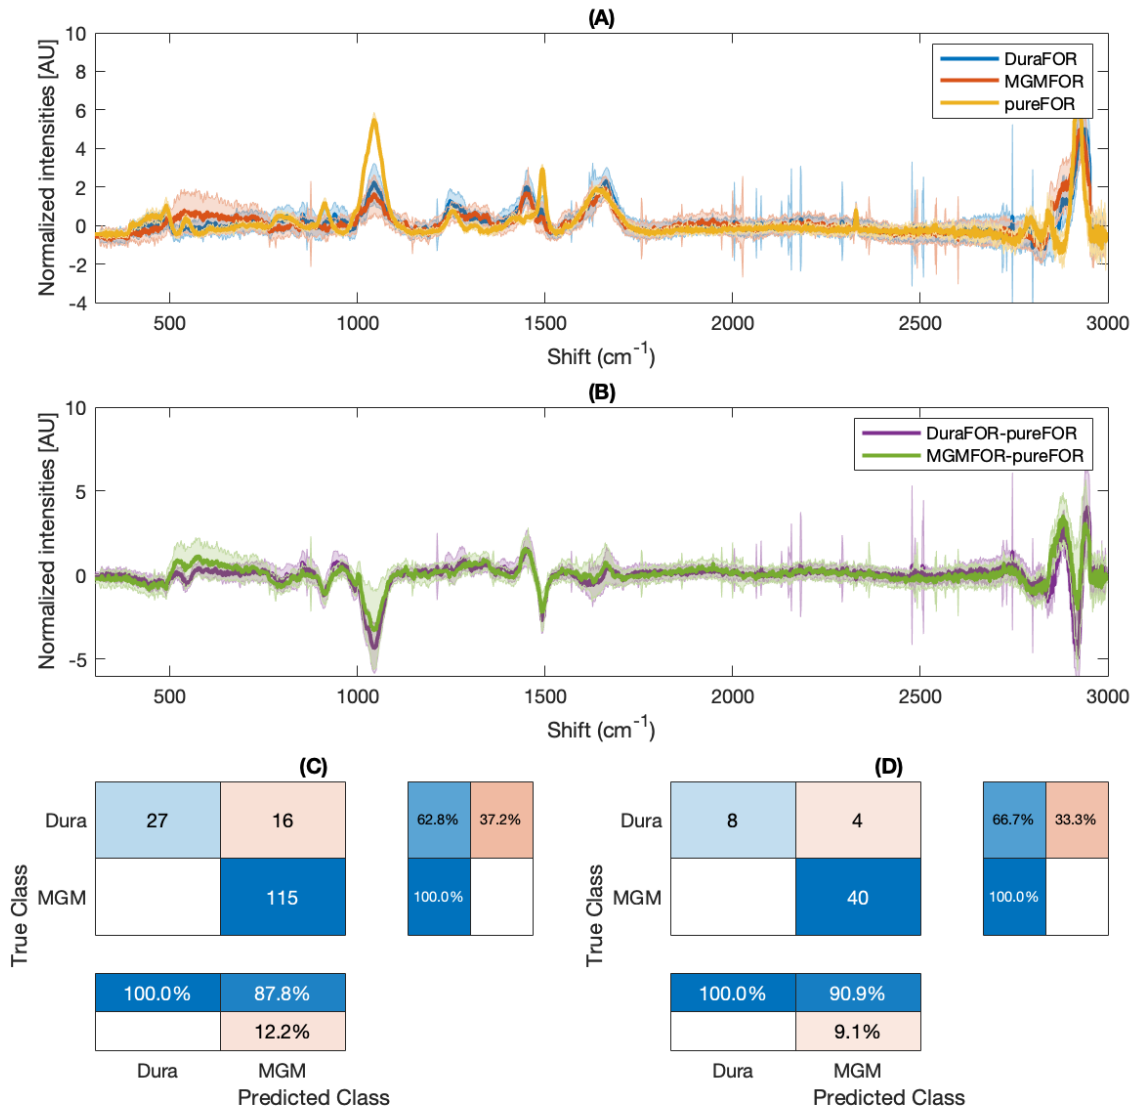 (A)
Normalized intensities [AU]
10
8
6
4
2
0
-2
-4
DuraFOR
MGMFOR
pureFOR
500 1000 1500 2000 2500 3000
Shift (cm⁻¹)
(B)
Normalized intensities [AU]
10
5
0
-5
DuraFOR-pureFOR
MGMFOR-pureFOR
500 1000 1500 2000 2500 3000
Shift (cm⁻¹)
(C)
True Class
Dura 27 16 62.8% 37.2%
MGM 115 100.0%
100.0% 87.8%
12.2%
Dura MGM
Predicted Class
(D)
True Class
Dura 8 4 66.7% 33.3%
MGM 40 100.0%
100.0% 90.9%
9.1%
Dura MGM
Predicted Class